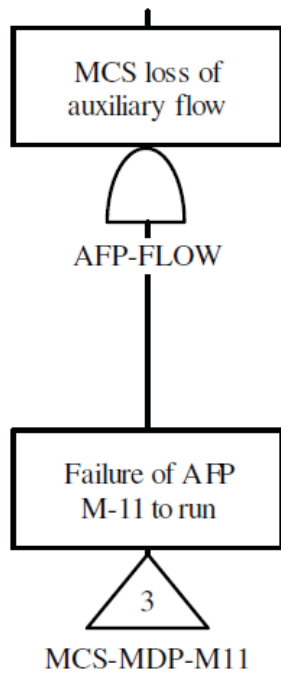 MCS loss of
auxiliary flow
AFP-FLOW
Failure of AFP
M-11 to run
3
MCS-MDP-M11